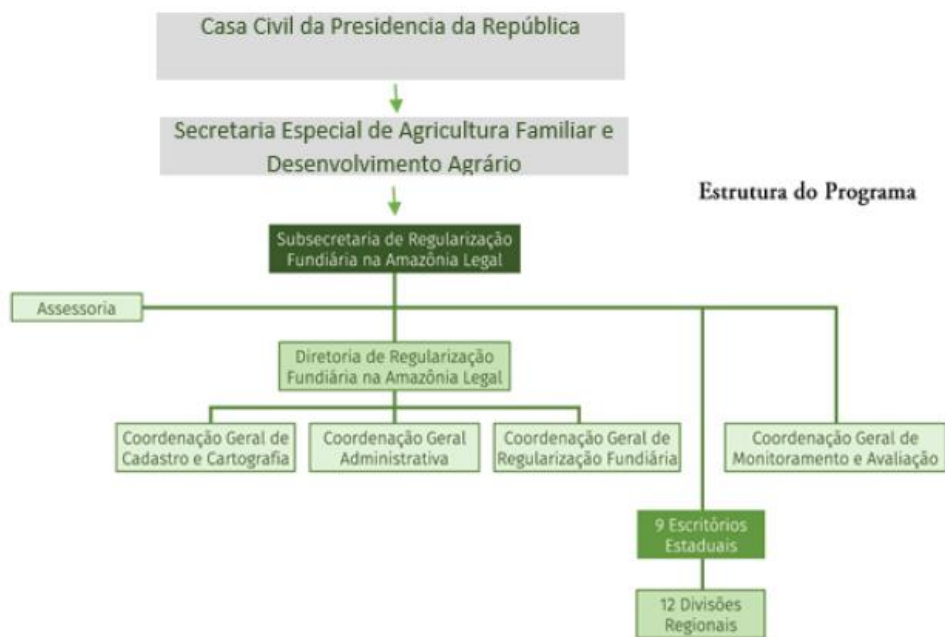 Casa Civil da Presidencia da República
Secretaria Especial de Agricultura Familiar e
Desenvolvimento Agrário
Estrutura do Programa
Subsecretaria de Regularização
Fundiária na Amazônia Legal
Assessoria
Diretoria de Regularização
Fundiária na Amazônia Legal
Coordenação Geral de
Cadastro e Cartografia
Coordenação Geral
Administrativa
Coordenação Geral de
Regularização Fundiária
Coordenação Geral de
Monitoramento e Avaliação
9 Escritórios
Estaduais
12 Divisões
Regionais